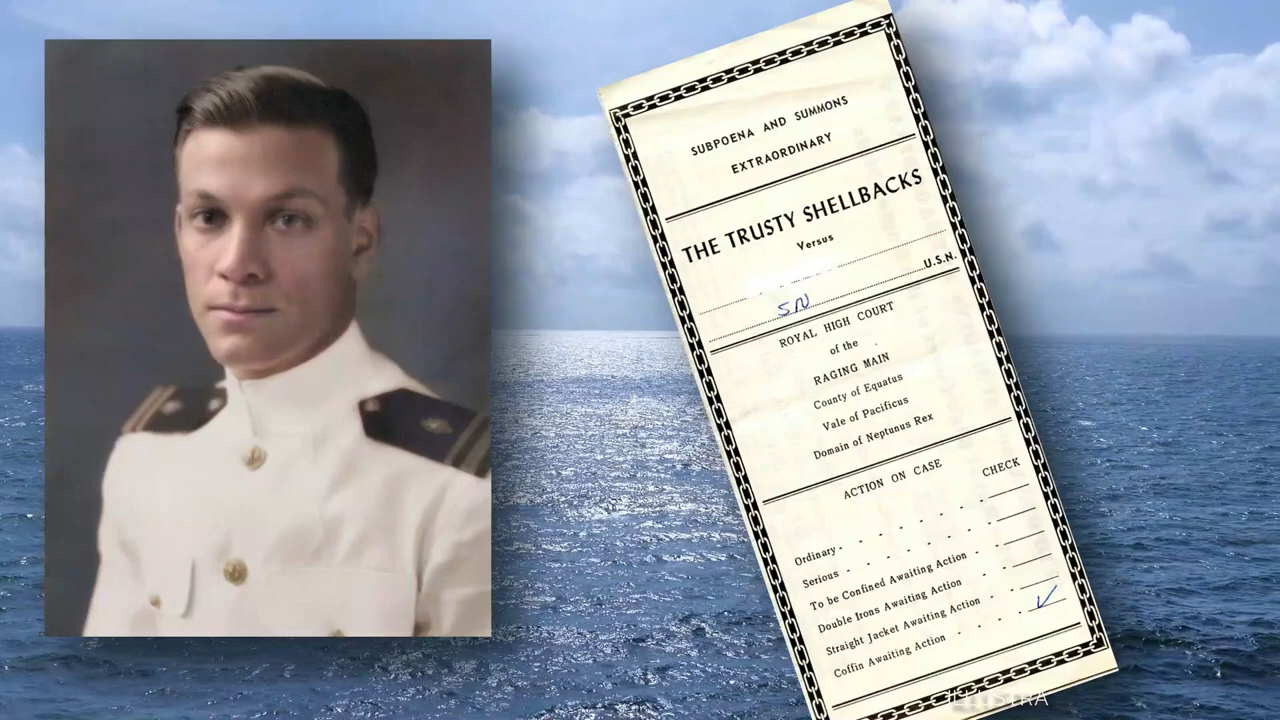 SUBPOENA AND SUMMONS
EXTRAORDINARY
THE TRUSTY SHELLBACKS
Versus
U.S.N.
SN
ROYAL HIGH COURT
of the
RAGING MAIN
County of Equatus
Vale of Pacificus
Domain of Neptunus Rex
ACTION ON CASE CHECK
Ordinary
Serious
To be Confined Awaiting Action
Double Irons Awaiting Action
Straight Jacket Awaiting Action
Coffin Awaiting Action